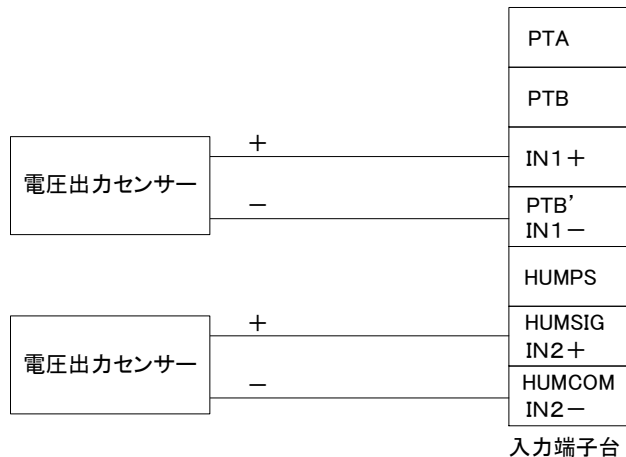 PTA
PTB
電圧出力センサー
＋
－
IN1＋
PTB’
IN1－
HUMPS
電圧出力センサー
＋
－
HUMSIG
IN2＋
HUMCOM
IN2－
入力端子台